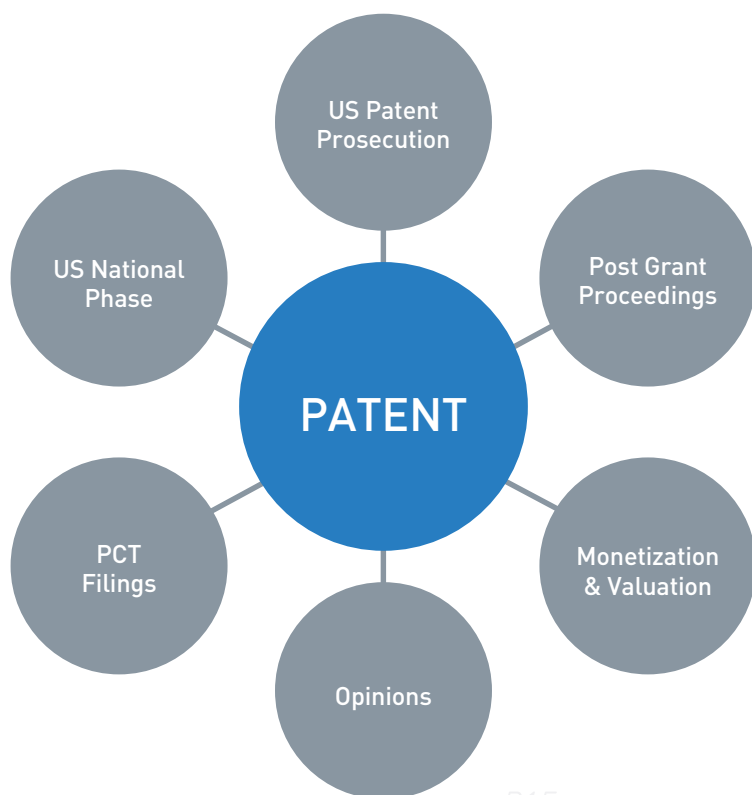 US Patent
Prosecution
US National
Phase
Post Grant
Proceedings
PATENT
PCT
Filings
Monetization
& Valuation
Opinions